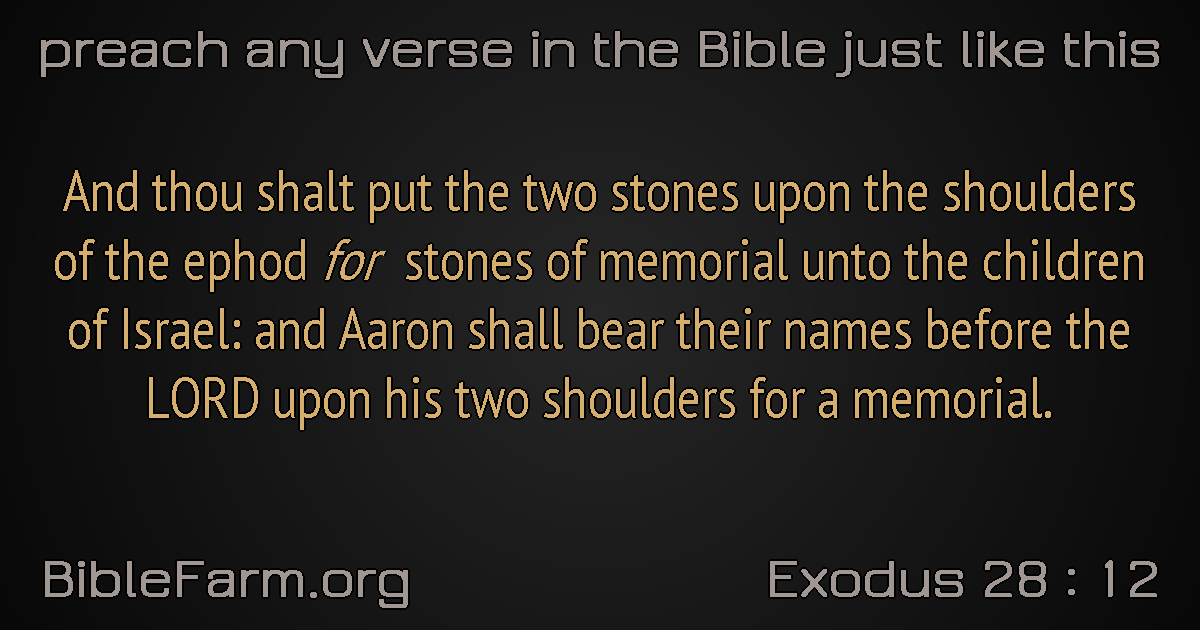 preach any verse in the Bible just like this
And thou shalt put the two stones upon the shoulders
of the ephod for stones of memorial unto the children
of Israel: and Aaron shall bear their names before the
LORD upon his two shoulders for a memorial.
BibleFarm.org
Exodus 28 : 12